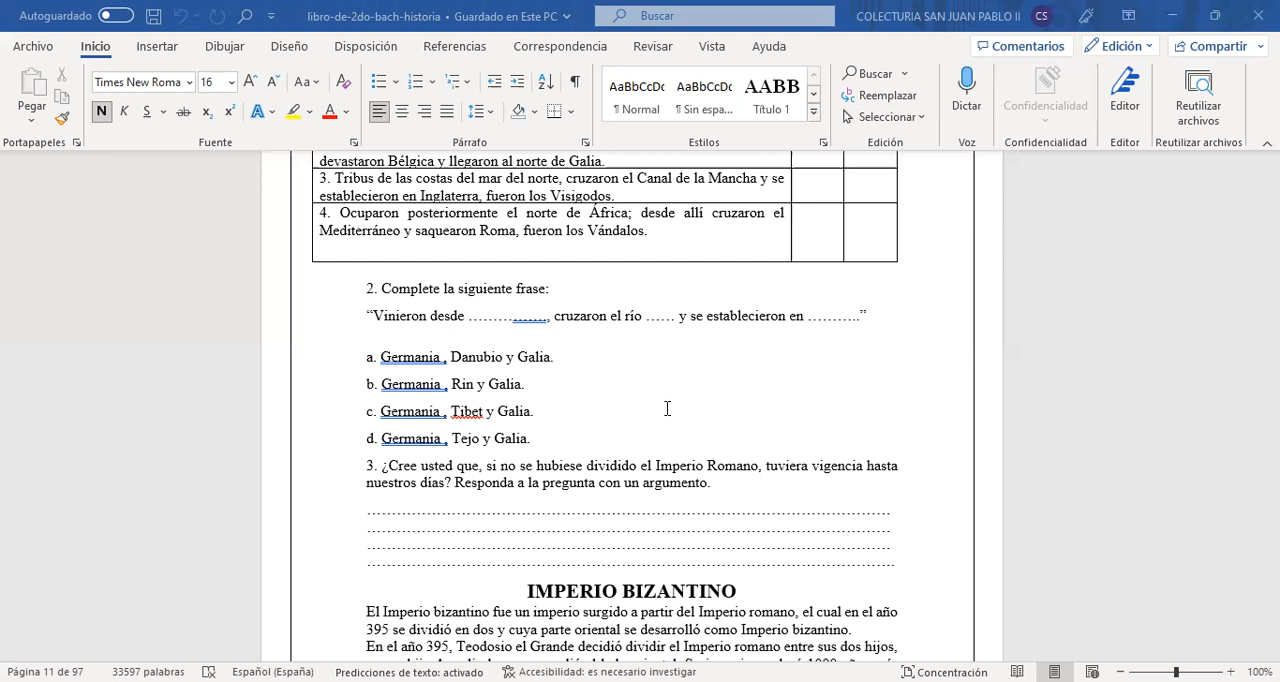 Autoguardado
libro-de-2do-bach-historia • Guardado en Este PC
Buscar
COLECTURIA SAN JUAN PABLO II
CS
Archivo Inicio Insertar Dibujar Diseño Disposición Referencias Correspondencia Revisar Vista Ayuda
Comentarios Edición Compartir
Pegar
Times New Roma 16
Aa
N K S ab x₂ x²
AaBbCcDc AaBbCcDc AABB
¶ Normal ¶ Sin espa... Título 1
Buscar
Reemplazar
Seleccionar
Dictar
Confidencialidad
Editor
Reutilizar archivos
Portapapeles Fuente Párrafo Estilos Edición Voz Confidencialidad Editor Reutilizar archivos
devastaron Bélgica y llegaron al norte de Galia.
3. Tribus de las costas del mar del norte, cruzaron el Canal de la Mancha y se
establecieron en Inglaterra, fueron los Visigodos.
4. Ocuparon posteriormente el norte de África; desde allí cruzaron el
Mediterráneo y saquearon Roma, fueron los Vándalos.
2. Complete la siguiente frase:
“Vinieron desde ……………, cruzaron el río …… y se establecieron en ………..”
a. Germania , Danubio y Galia.
b. Germania , Rin y Galia.
c. Germania , Tibet y Galia.
d. Germania , Tejo y Galia.
3. ¿Cree usted que, si no se hubiese dividido el Imperio Romano, tuviera vigencia hasta
nuestros días? Responda a la pregunta con un argumento.
IMPERIO BIZANTINO
El Imperio bizantino fue un imperio surgido a partir del Imperio romano, el cual en el año
395 se dividió en dos y cuya parte oriental se desarrolló como Imperio bizantino.
En el año 395, Teodosio el Grande decidió dividir el Imperio romano entre sus dos hijos,
Página 11 de 97 33597 palabras Español (España) Predicciones de texto: activado Accesibilidad: es necesario investigar Concentración 100%